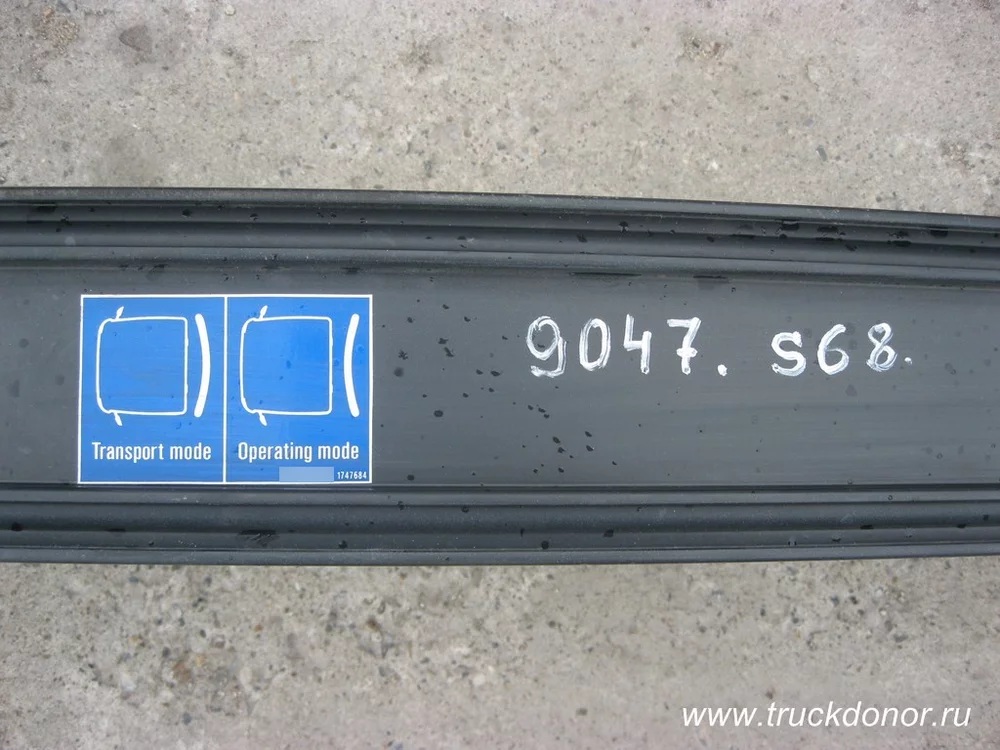 9047. S68.
Transport mode
Operating mode
1747684
www.truckdonor.ru